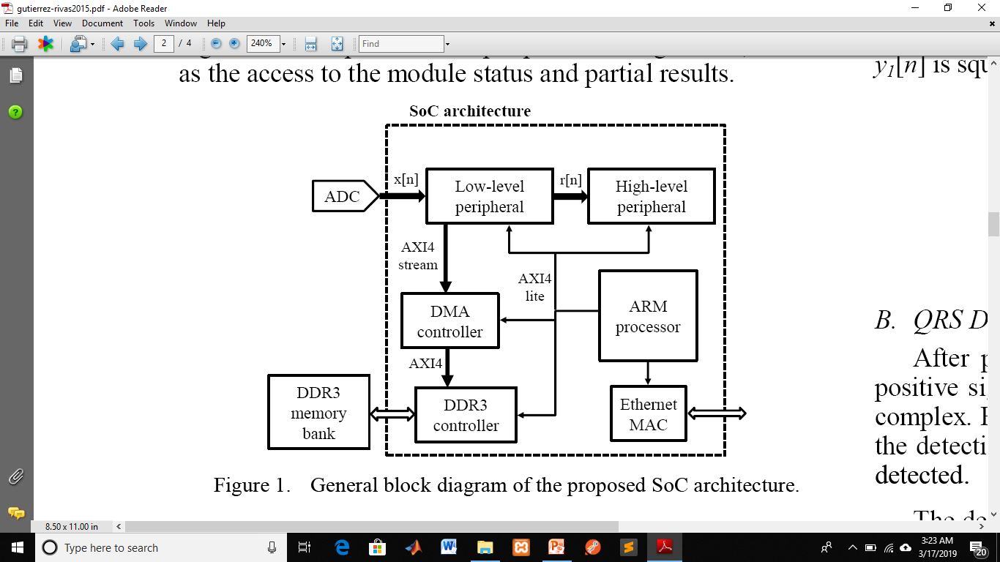 gutierrez-rivas2015.pdf - Adobe Reader
File Edit View Document Tools Window Help
2 / 4 240% Find
as the access to the module status and partial results.
SoC architecture
ADC
x[n]
Low-level
peripheral
r[n]
High-level
peripheral
AXI4
stream
AXI4
lite
DMA
controller
ARM
processor
AXI4
DDR3
memory
bank
DDR3
controller
Ethernet
MAC
Figure 1. General block diagram of the proposed SoC architecture.
y1[n] is squ
B. QRS D
After p
positive si
complex.
the detecti
detected.
The de
8.50 x 11.00 in
Type here to search
3:23 AM
3/17/2019
20